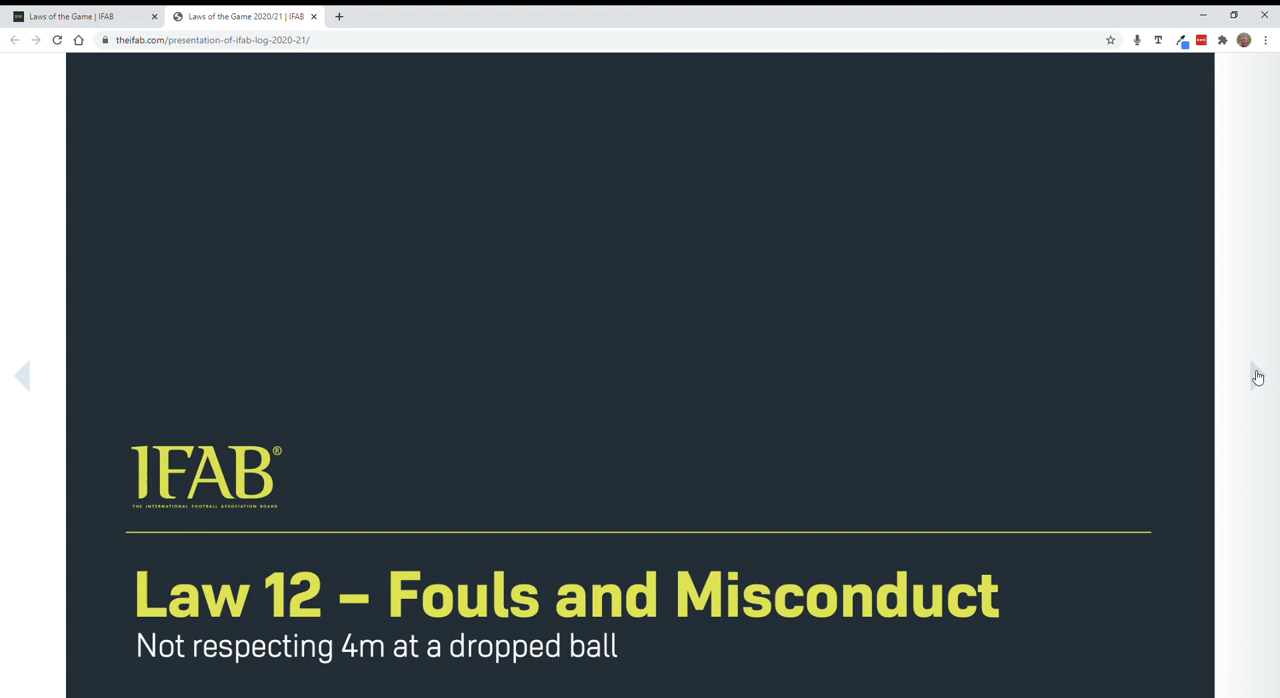 Laws of the Game | IFAB
Laws of the Game 2020/21 | IFAB
theifab.com/presentation-of-ifab-log-2020-21/
IFAB®
THE INTERNATIONAL FOOTBALL ASSOCIATION BOARD
Law 12 – Fouls and Misconduct
Not respecting 4m at a dropped ball